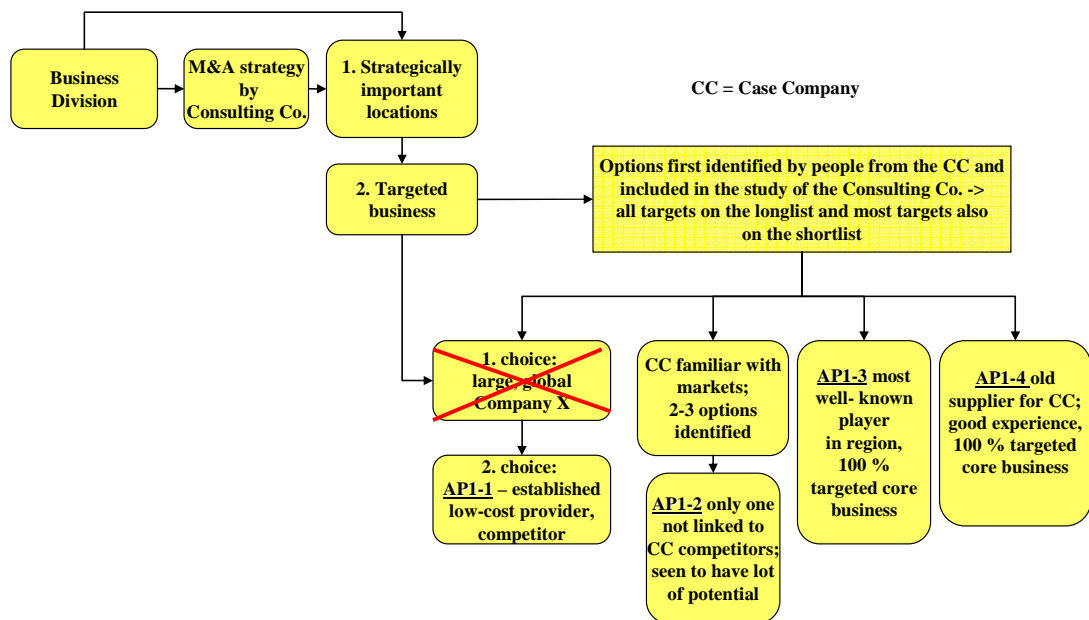 Business
Division
M&A strategy
by
Consulting Co.
1. Strategically
important
locations
CC = Case Company
2. Targeted
business
Options first identified by people from the CC and
included in the study of the Consulting Co. ->
all targets on the longlist and most targets also
on the shortlist
1. choice:
large, global
Company X
2. choice:
AP1-1 – established
low-cost provider,
competitor
CC familiar with
markets;
2-3 options
identified
AP1-2 only one
not linked to
CC competitors;
seen to have lot
of potential
AP1-3 most
well- known
player
in region,
100 %
targeted core
business
AP1-4 old
supplier for CC;
good experience,
100 % targeted
core business